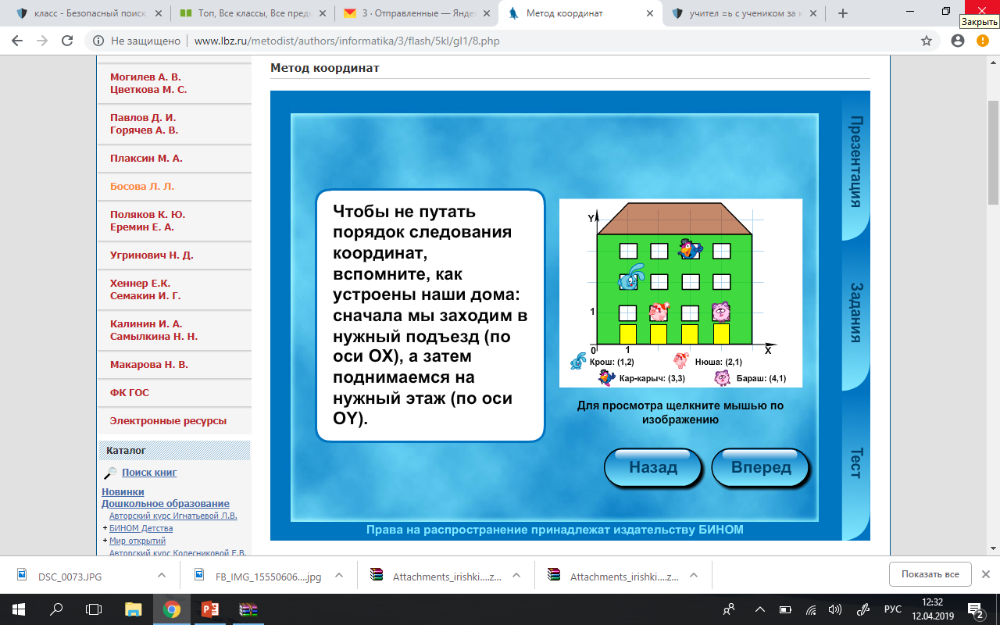 класс - Безопасный поиск
Топ, Все классы, Все пред
3 · Отправленные — Янде
Метод координат
учител =ь с учеником за к
Закрыть
Не защищено
www.lbz.ru/metodist/authors/informatika/3/flash/5kl/gl1/8.php
Могилев А. В.
Цветкова М. С.
Павлов Д. И.
Горячев А. В.
Плаксин М. А.
Босова Л. Л.
Поляков К. Ю.
Еремин Е. А.
Угринович Н. Д.
Хеннер Е.К.
Семакин И. Г.
Калинин И. А.
Самылкина Н. Н.
Макарова Н. В.
ФК ГОС
Электронные ресурсы
Каталог
Поиск книг
Новинки
Дошкольное образование
Авторский курс Игнатьевой Л.В.
БИНОМ Детства
Мир открытий
Авторский курс Колесниковой Е.В.
Метод координат
Чтобы не путать
порядок следования
координат,
вспомните, как
устроены наши дома:
сначала мы заходим в
нужный подъезд (по
оси OX), а затем
поднимаемся на
нужный этаж (по оси
OY).
Y
1
0
1
X
Крош: (1,2)
Нюша: (2,1)
Кар-карыч: (3,3)
Бараш: (4,1)
Для просмотра щелкните мышью по
изображению
Назад
Вперед
Презентация
Задания
Тест
Права на распространение принадлежат издательству БИНОМ
DSC_0073.JPG
FB_IMG_15550606....jpg
Attachments_irishki....z...
Attachments_irishki....z...
Показать все
РУС
12:32
12.04.2019
2